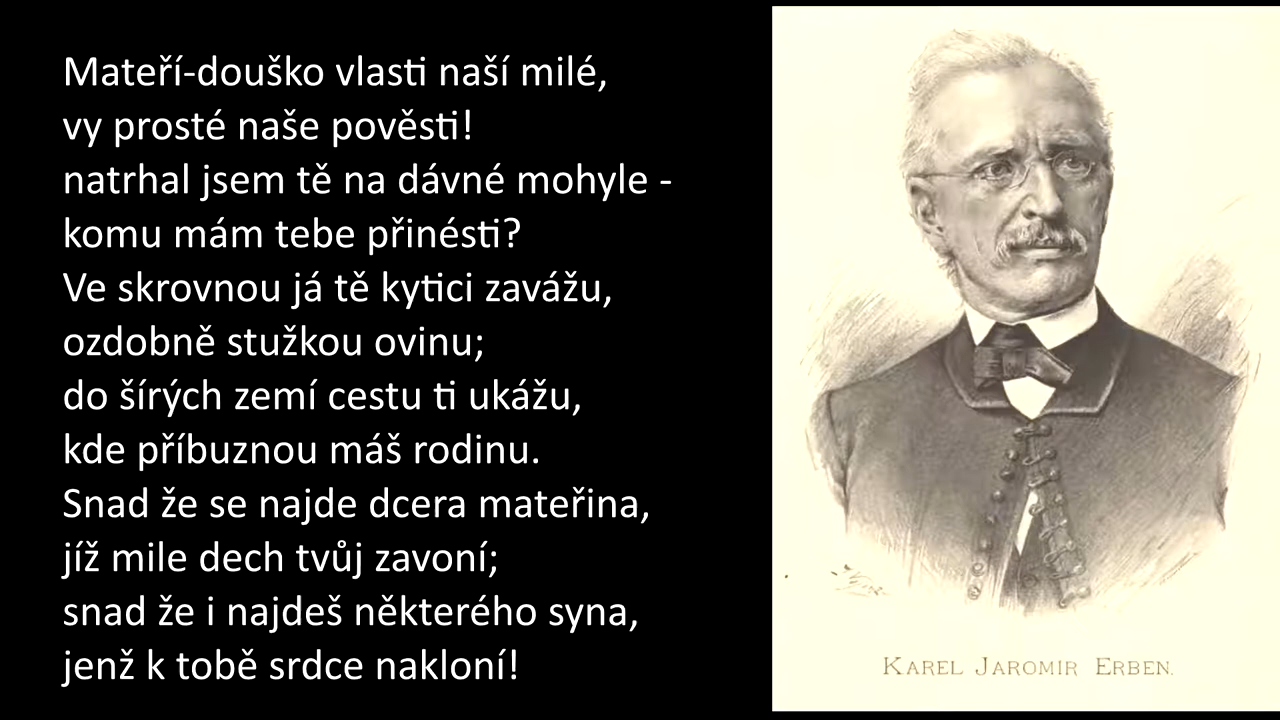 Mateří-douško vlasti naší milé,
vy prosté naše pověsti!
natrhal jsem tě na dávné mohyle -
komu mám tebe přinésti?
Ve skrovnou já tě kytici zavážu,
ozdobně stužkou ovinu;
do šírých zemí cestu ti ukážu,
kde příbuznou máš rodinu.
Snad že se najde dcera mateřina,
jíž mile dech tvůj zavoní;
snad že i najdeš některého syna,
jenž k tobě srdce nakloní!
KAREL JAROMIR ERBEN.